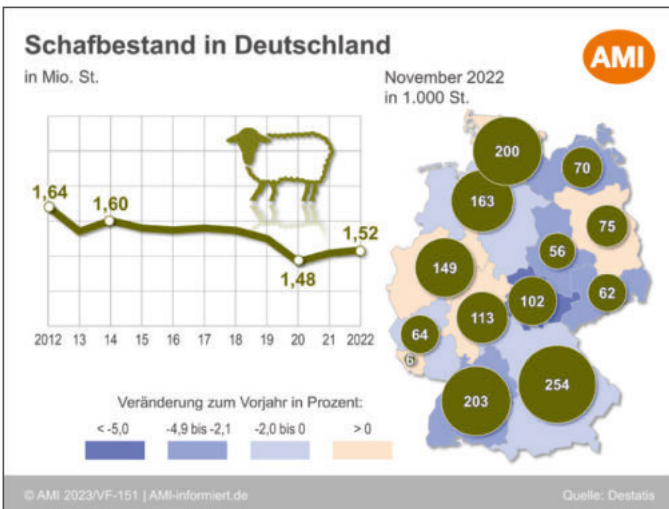 Schafbestand in Deutschland
in Mio. St.
AMI
November 2022
in 1.000 St.
1,64
1,60
1,48
1,52
2012 13 14 15 16 17 18 19 20 21 2022
200
70
163
75
56
149
62
102
113
64
6
254
203
Veränderung zum Vorjahr in Prozent:
< -5,0 -4,9 bis -2,1 -2,0 bis 0 > 0
© AMI 2023/VF-151 | AMI-informiert.de Quelle: Destatis